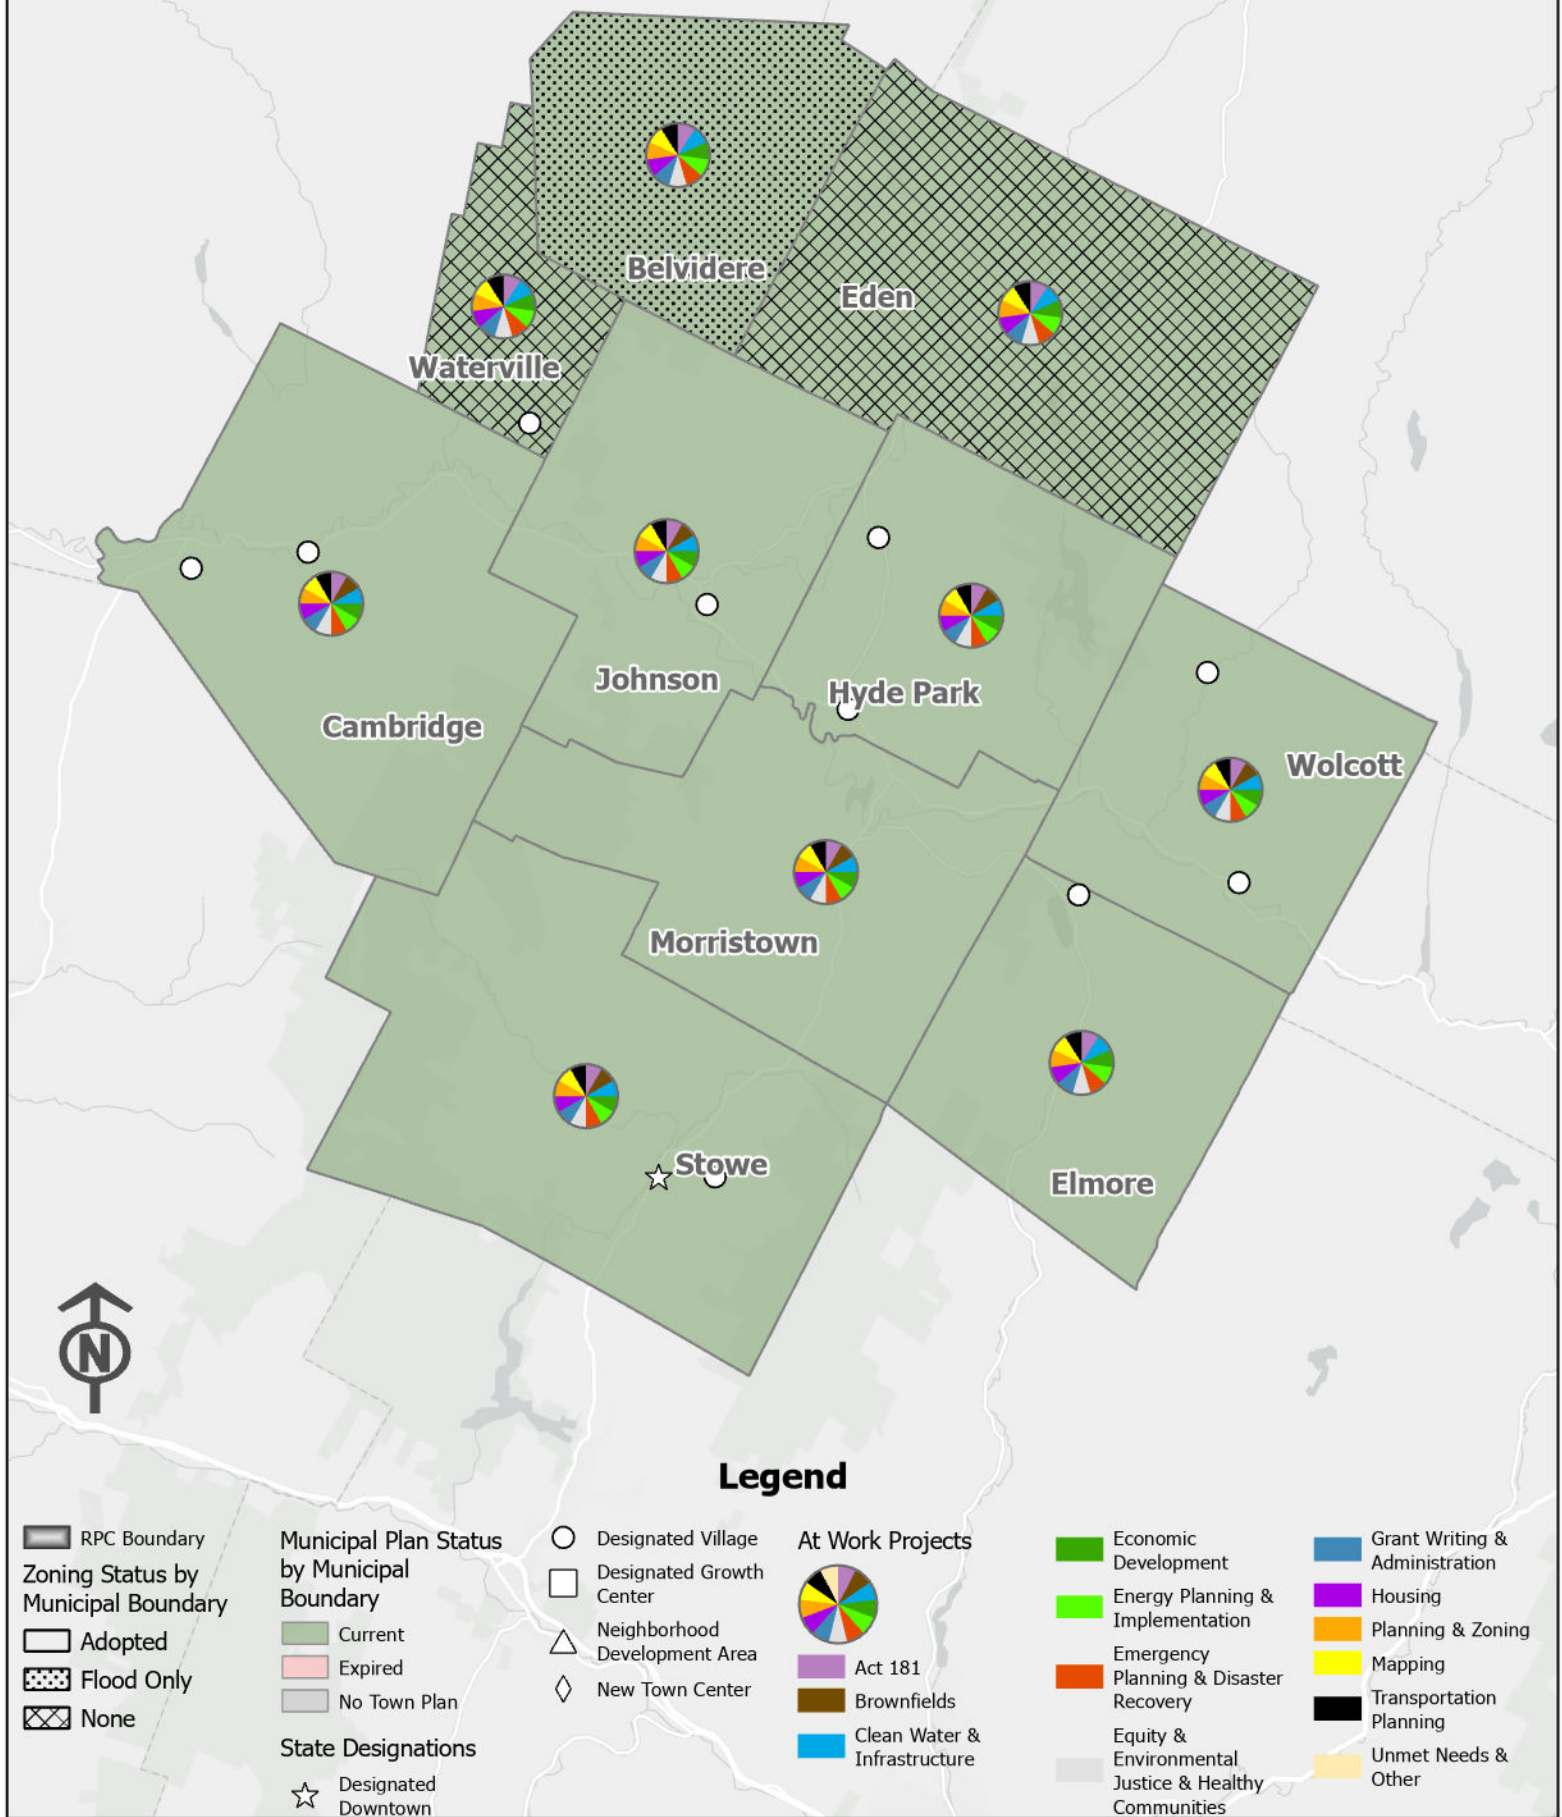 Belvidere
Eden
Waterville
Johnson
Hyde Park
Cambridge
Wolcott
Morristown
Stowe
Elmore
N
Legend
RPC Boundary
Zoning Status by
Municipal Boundary
Adopted
Flood Only
None
Municipal Plan Status
by Municipal
Boundary
Current
Expired
No Town Plan
State Designations
Designated
Downtown
Designated Village
Designated Growth
Center
Neighborhood
Development Area
New Town Center
At Work Projects
Act 181
Brownfields
Clean Water &
Infrastructure
Economic
Development
Energy Planning &
Implementation
Emergency
Planning & Disaster
Recovery
Equity &
Environmental
Justice & Healthy
Communities
Grant Writing &
Administration
Housing
Planning & Zoning
Mapping
Transportation
Planning
Unmet Needs &
Other